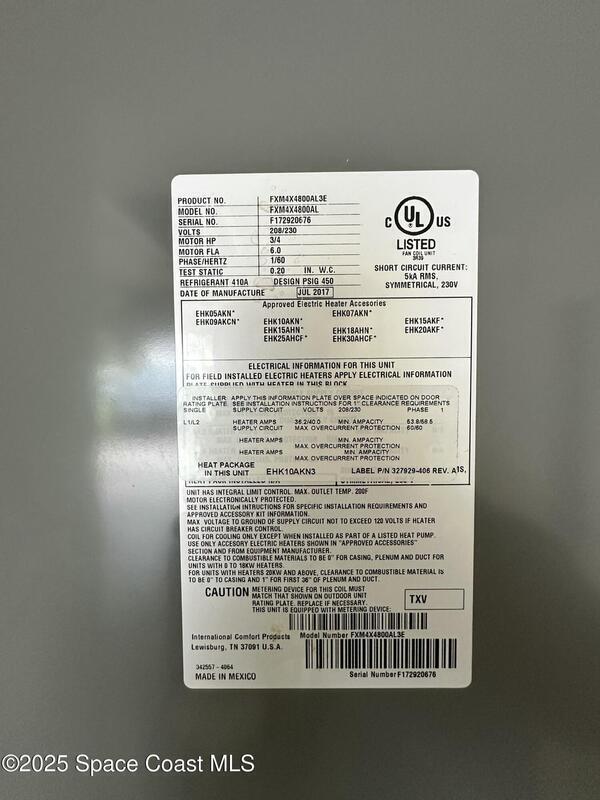 PRODUCT NO. FXM4X4800AL3E
MODEL NO. FXM4X4800AL
SERIAL NO. F172920676
VOLTS 208/230
MOTOR HP 3/4
MOTOR FLA 6.0
PHASE/HERTZ 1/60
TEST STATIC 0.20 IN. W.C.
REFRIGERANT 410A DESIGN PSIG 450
DATE OF MANUFACTURE JUL 2017
C UL US
LISTED
FAN COIL UNIT
SHORT CIRCUIT CURRENT:
5kA RMS,
SYMMETRICAL, 230V
Approved Electric Heater Accesories
EHK05AKN* EHK07AKN*
EHK09AKCN* EHK10AKN* EHK15AKF*
EHK15AHN* EHK18AHN* EHK20AKF*
EHK25AHCF* EHK30AHCF*
ELECTRICAL INFORMATION FOR THIS UNIT
FOR FIELD INSTALLED ELECTRIC HEATERS APPLY ELECTRICAL INFORMATION
PLATE SUPPLIED WITH HEATER IN THIS BLOCK
INSTALLER: APPLY THIS INFORMATION PLATE OVER SPACE INDICATED ON DOOR
RATING PLATE. SEE INSTALLATION INSTRUCTIONS FOR 1" CLEARANCE REQUIREMENTS
SINGLE SUPPLY CIRCUIT VOLTS 208/230 PHASE 1
L1/L2 HEATER AMPS 36.2/40.0 MIN. AMPACITY 53.8/58.5
SUPPLY CIRCUIT MAX. OVERCURRENT PROTECTION 60/60
HEATER AMPS MIN. AMPACITY
MAX. OVERCURRENT PROTECTION
HEATER AMPS MIN. AMPACITY
MAX. OVERCURRENT PROTECTION
HEAT PACKAGE
IN THIS UNIT EHK10AKN3 LABEL P/N 327929-406 REV. A
UNIT HAS INTEGRAL LIMIT CONTROL. MAX. OUTLET TEMP. 200F
MOTOR ELECTRONICALLY PROTECTED.
SEE INSTALLATION INTRUCTIONS FOR SPECIFIC INSTALLATION REQUIREMENTS AND
APPROVED ACCESSORY KIT INFORMATION.
MAX. VOLTAGE TO GROUND OF SUPPLY CIRCUIT NOT TO EXCEED 120 VOLTS IF HEATER
HAS CIRCUIT BREAKER CONTROL.
COIL FOR COOLING ONLY EXCEPT WHEN INSTALLED AS PART OF A LISTED HEAT PUMP.
USE ONLY ACCESORY ELECTRIC HEATERS SHOWN IN "APPROVED ACCESSORIES"
SECTION AND FROM EQUIPMENT MANUFACTURER.
CLEARANCE TO COMBUSTIBLE MATERIALS TO BE 0" FOR CASING, PLENUM AND DUCT FOR
UNITS WITH 0 TO 18KW HEATERS.
FOR UNITS WITH HEATERS 20KW AND ABOVE, CLEARANCE TO COMBUSTIBLE MATERIAL IS
TO BE 0" TO CASING AND 1" FOR FIRST 36" OF PLENUM AND DUCT.
CAUTION METERING DEVICE FOR THIS COIL MUST
MATCH THAT SHOWN ON OUTDOOR UNIT
RATING PLATE. REPLACE IF NECESSARY.
THIS UNIT IS EQUIPPED WITH METERING DEVICE:
TXV
International Comfort Products
Lewisburg, TN 37091 U.S.A.
Model Number FXM4X4800AL3E
342557 - 4064
MADE IN MEXICO
Serial Number F172920676
©2025 Space Coast MLS